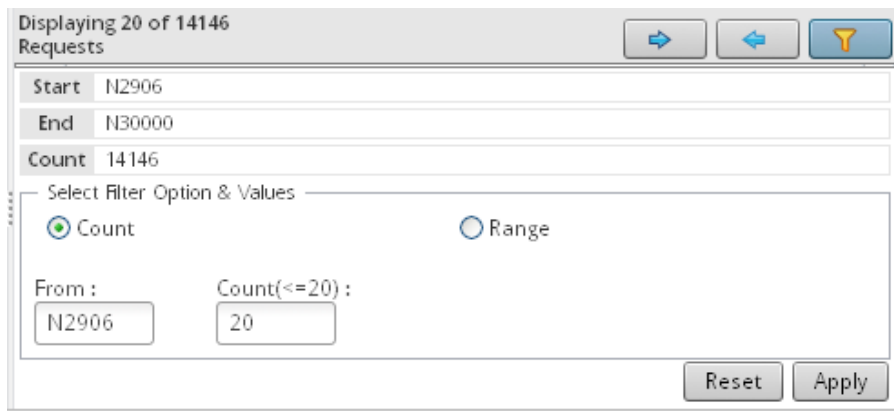 Displaying 20 of 14146
Requests
Start N2906
End N30000
Count 14146
Select Filter Option & Values
Count Range
From : Count(<=20) :
N2906 20
Reset Apply